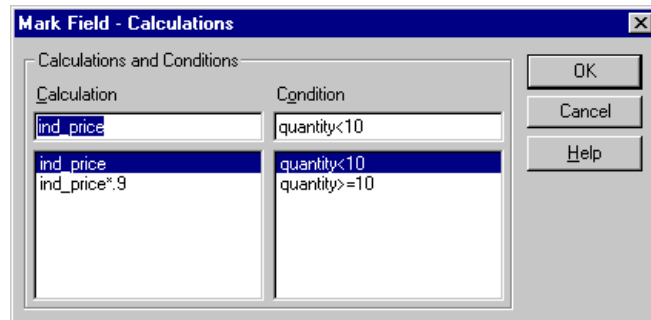 Mark Field - Calculations
Calculations and Conditions
Calculation Condition
ind_price quantity<10
ind_price quantity<10
ind_price*.9 quantity>=10
OK
Cancel
Help